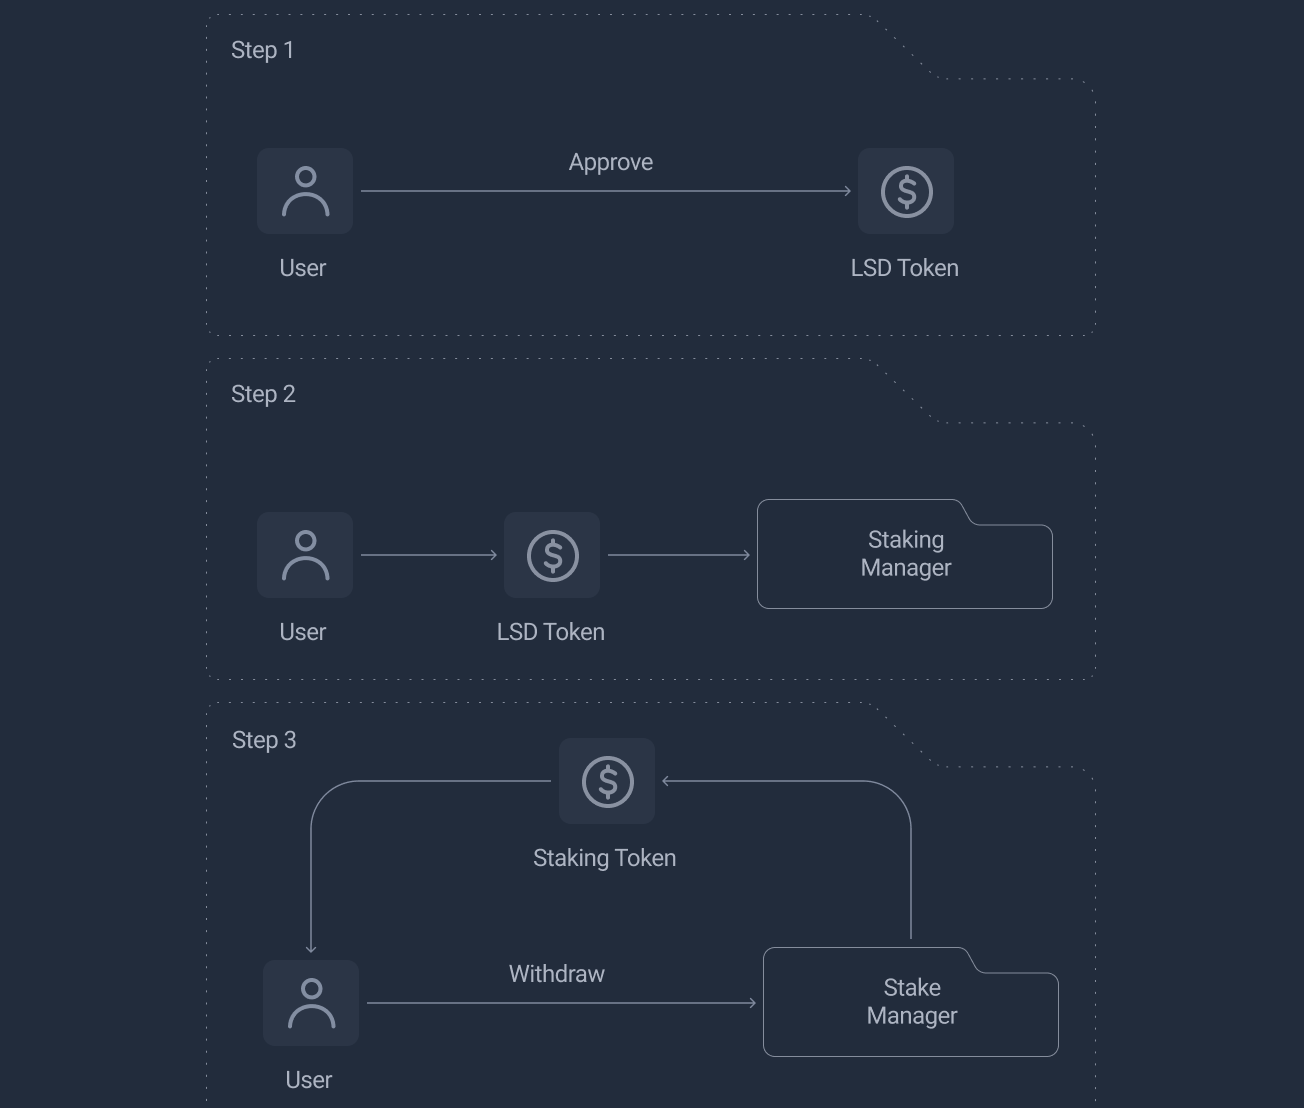 Step 1
Approve
User
LSD Token
Step 2
Staking
Manager
User
LSD Token
Step 3
Staking Token
Withdraw
Stake
Manager
User